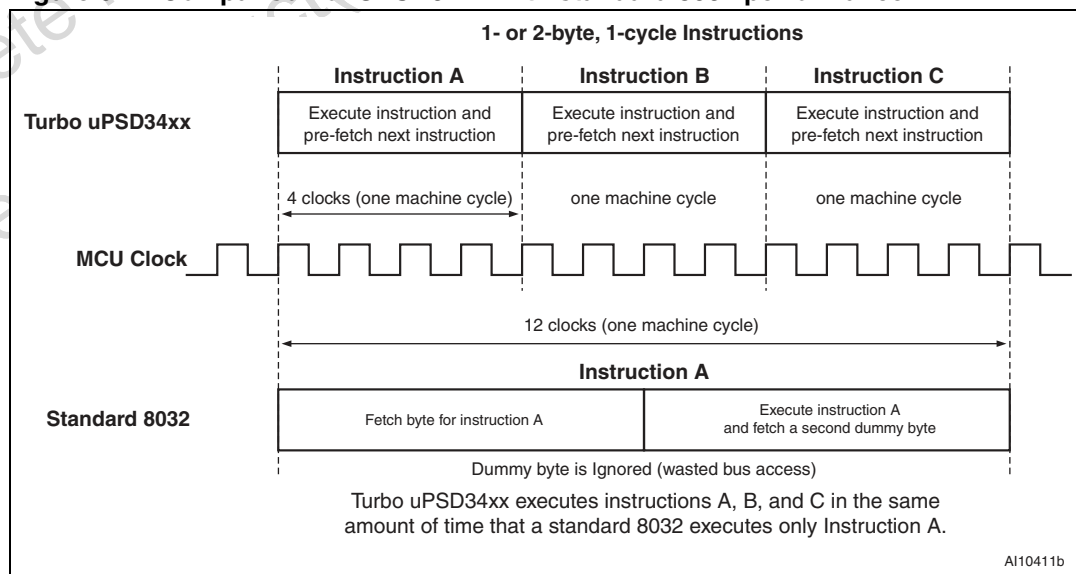 1- or 2-byte, 1-cycle Instructions
Instruction A
Instruction B
Instruction C
Turbo uPSD34xx
Execute instruction and
pre-fetch next instruction
Execute instruction and
pre-fetch next instruction
Execute instruction and
pre-fetch next instruction
4 clocks (one machine cycle)
one machine cycle
one machine cycle
MCU Clock
12 clocks (one machine cycle)
Instruction A
Standard 8032
Fetch byte for instruction A
Execute instruction A
and fetch a second dummy byte
Dummy byte is Ignored (wasted bus access)
Turbo uPSD34xx executes instructions A, B, and C in the same
amount of time that a standard 8032 executes only Instruction A.
AI10411b